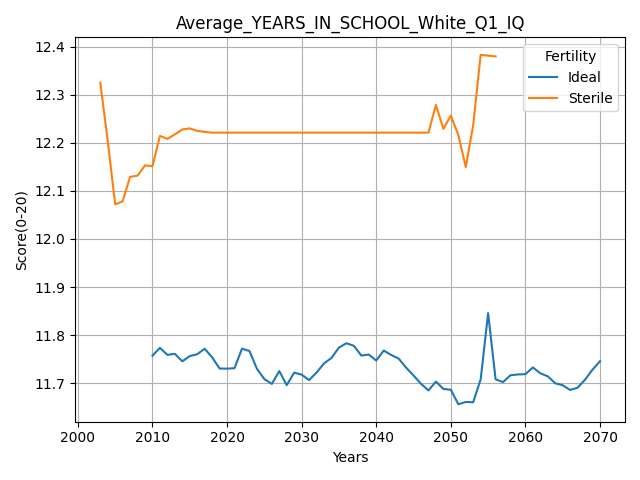 Average_YEARS_IN_SCHOOL_White_Q1_IQ
Fertility
Ideal
Sterile
Score(0-20)
12.4
12.3
12.2
12.1
12.0
11.9
11.8
11.7
2000 2010 2020 2030 2040 2050 2060 2070
Years